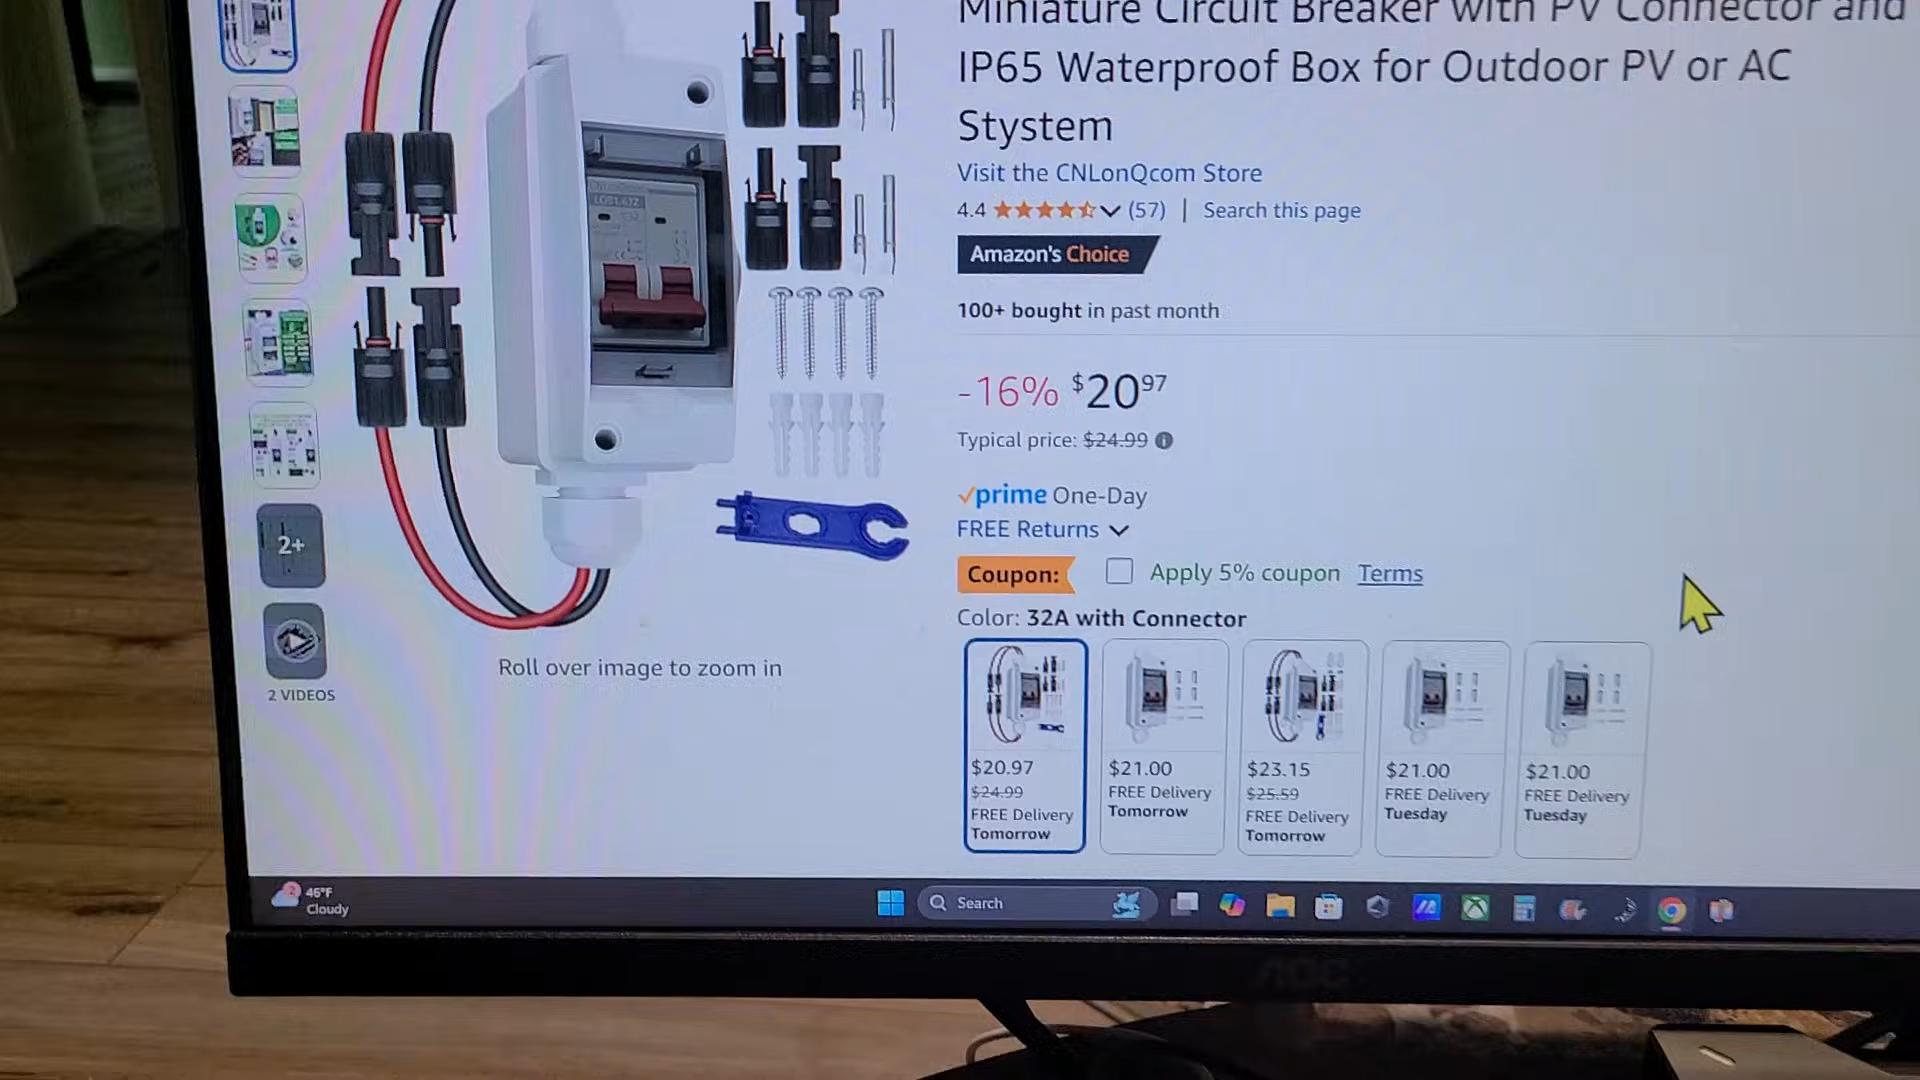 Miniature Circuit Breaker with PV Connector and
IP65 Waterproof Box for Outdoor PV or AC
Stystem
Visit the CNLonQcom Store
4.4 (57) | Search this page
Amazon's Choice
100+ bought in past month
-16% $20 97
Typical price: $24.99
prime One-Day
FREE Returns
Coupon: Apply 5% coupon Terms
Color: 32A with Connector
2+
2 VIDEOS
Roll over image to zoom in
$20.97
$24.99
FREE Delivery
Tomorrow
$21.00
FREE Delivery
Tomorrow
$23.15
$25.59
FREE Delivery
Tomorrow
$21.00
FREE Delivery
Tuesday
$21.00
FREE Delivery
Tuesday
46°F
Cloudy
Search
AOC